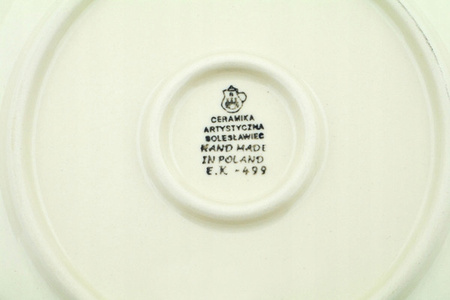 CERAMIKA
ARTYSTYCZNA
BOLESŁAWIEC
HAND MADE
IN POLAND
E.K - 499